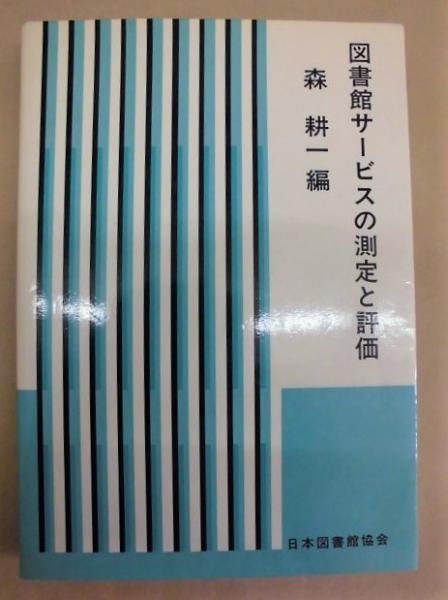 図書館サービスの測定と評価
森 耕一 編
日本図書館協会